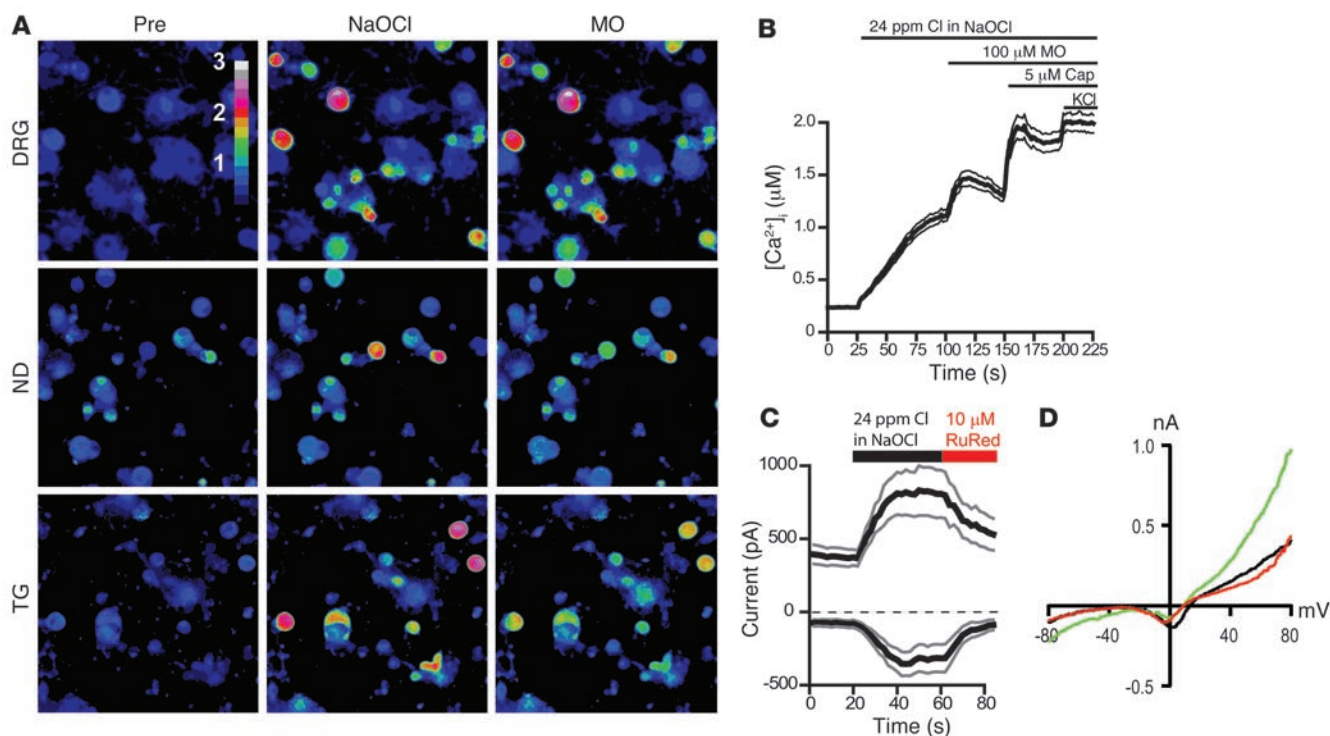 A
Pre
NaOCl
MO
DRG
3
2
1
ND
TG
B
24 ppm Cl in NaOCl
100 µM MO
5 µM Cap
KCl
2.0
1.5
1.0
0.5
0
[Ca²⁺]ᵢ (µM)
0 25 50 75 100 125 150 175 200 225
Time (s)
C
24 ppm Cl
in NaOCl
10 µM
RuRed
1000
500
0
-500
Current (pA)
0 20 40 60 80
Time (s)
D
nA
1.0
0.5
-80 -40 40 80
mV
-0.5